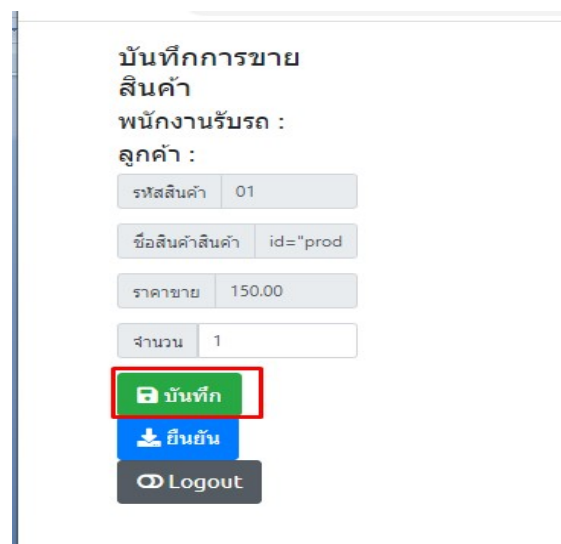 บันทึกการขาย
สินค้า
พนักงานรับรถ :
ลูกค้า :
รหัสสินค้า 01
ชื่อสินค้าสินค้า id="prod
ราคาขาย 150.00
จำนวน 1
บันทึก
ยืนยัน
Logout